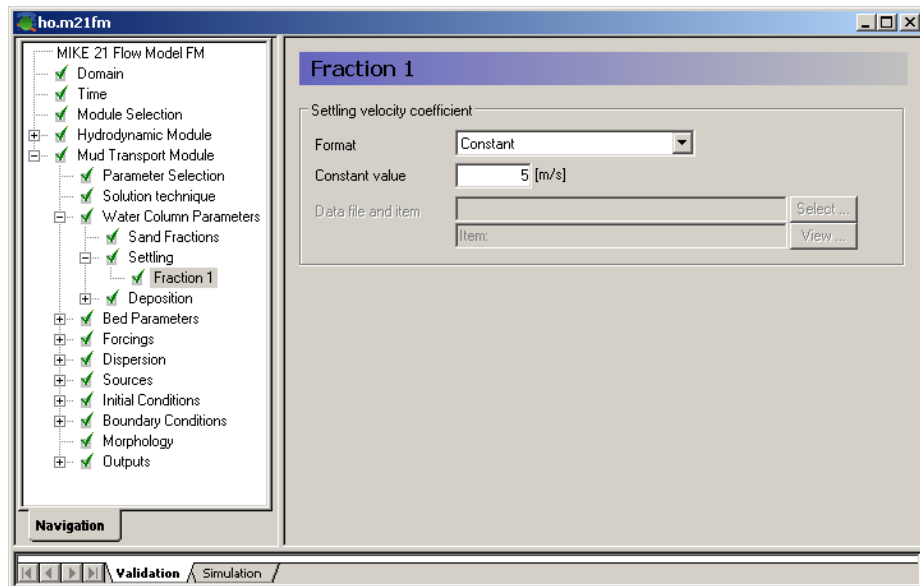 ho.m21fm
MIKE 21 Flow Model FM
Domain
Time
Module Selection
Hydrodynamic Module
Mud Transport Module
Parameter Selection
Solution technique
Water Column Parameters
Sand Fractions
Settling
Fraction 1
Deposition
Bed Parameters
Forcings
Dispersion
Sources
Initial Conditions
Boundary Conditions
Morphology
Outputs
Navigation
Fraction 1
Settling velocity coefficient
Format Constant
Constant value 5 [m/s]
Data file and item Select ...
Item: View ...
Validation Simulation